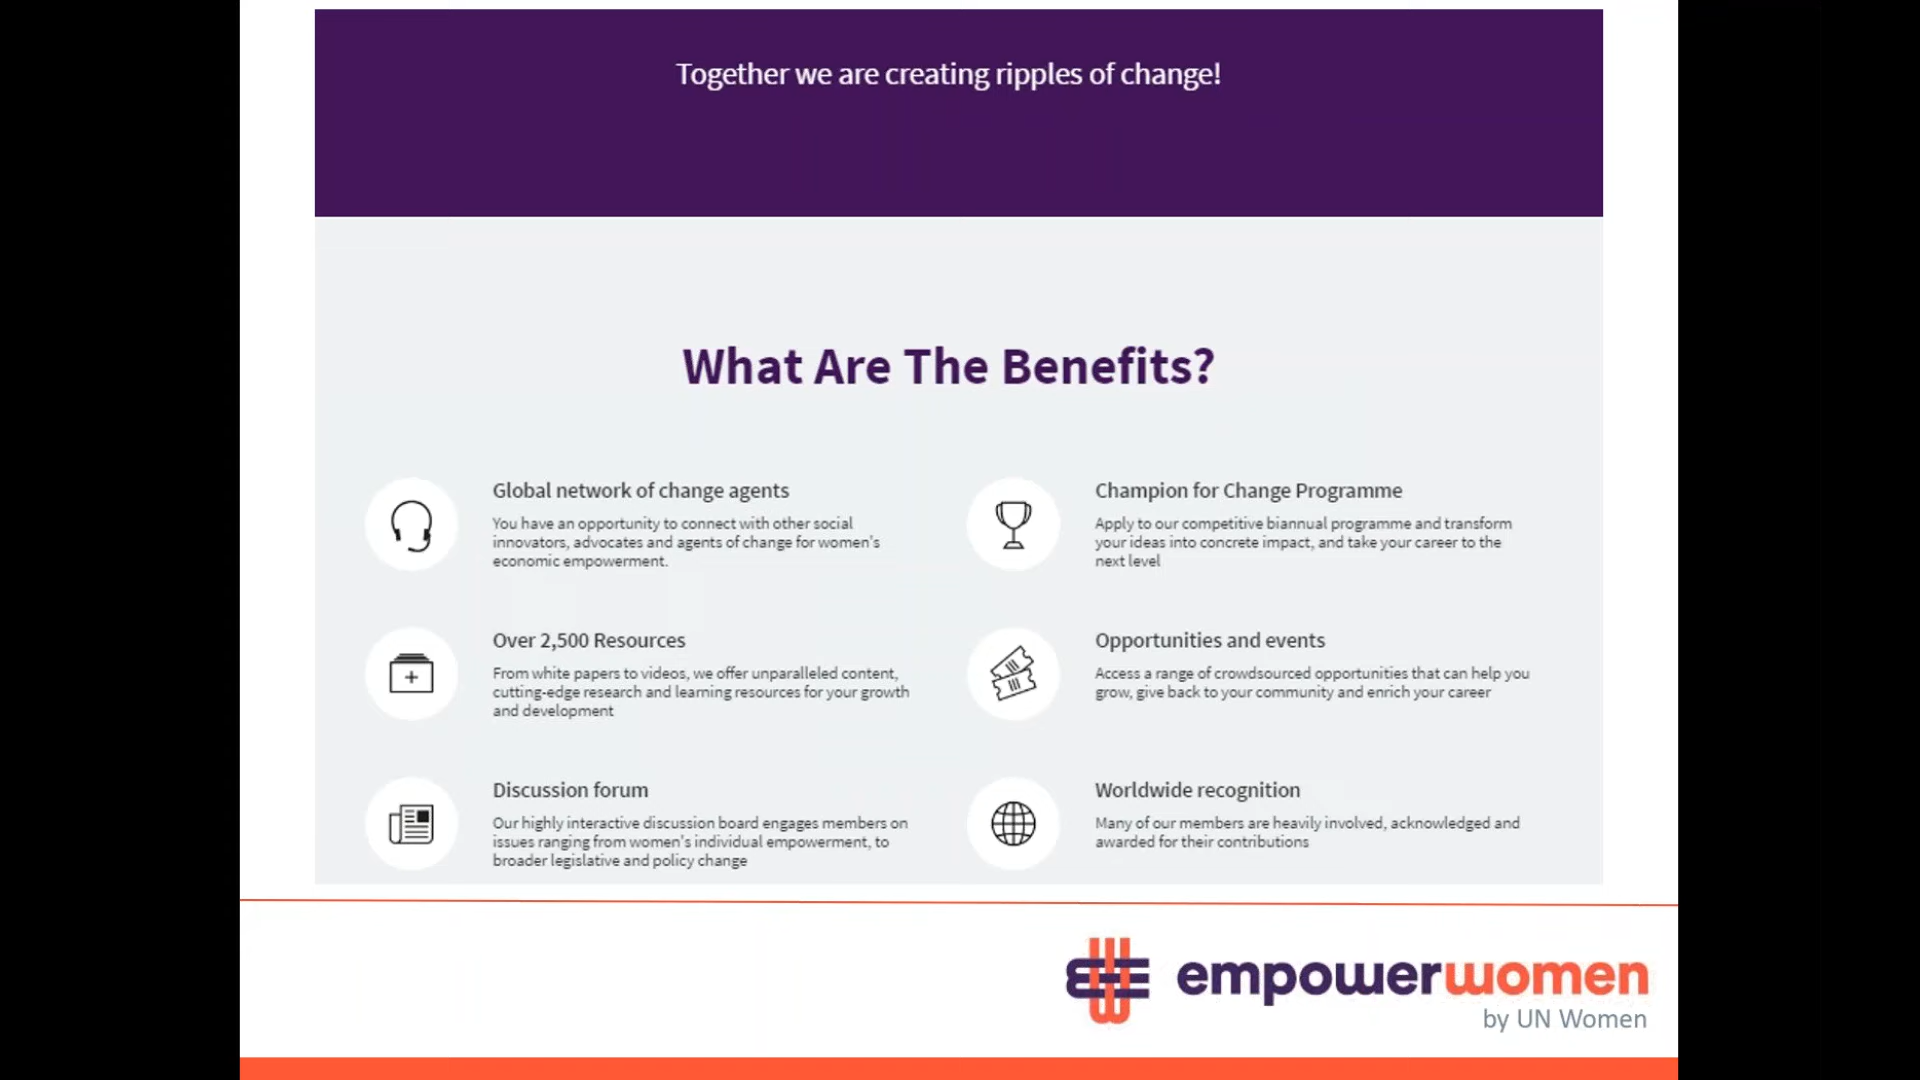 Together we are creating ripples of change!
What Are The Benefits?
Global network of change agents
You have an opportunity to connect with other social
innovators, advocates and agents of change for women's
economic empowerment.
Champion for Change Programme
Apply to our competitive biannual programme and transform
your ideas into concrete impact, and take your career to the
next level
Over 2,500 Resources
From white papers to videos, we offer unparalleled content,
cutting-edge research and learning resources for your growth
and development
Opportunities and events
Access a range of crowdsourced opportunities that can help you
grow, give back to your community and enrich your career
Discussion forum
Our highly interactive discussion board engages members on
issues ranging from women's individual empowerment, to
broader legislative and policy change
Worldwide recognition
Many of our members are heavily involved, acknowledged and
awarded for their contributions
empowerwomen
by UN Women